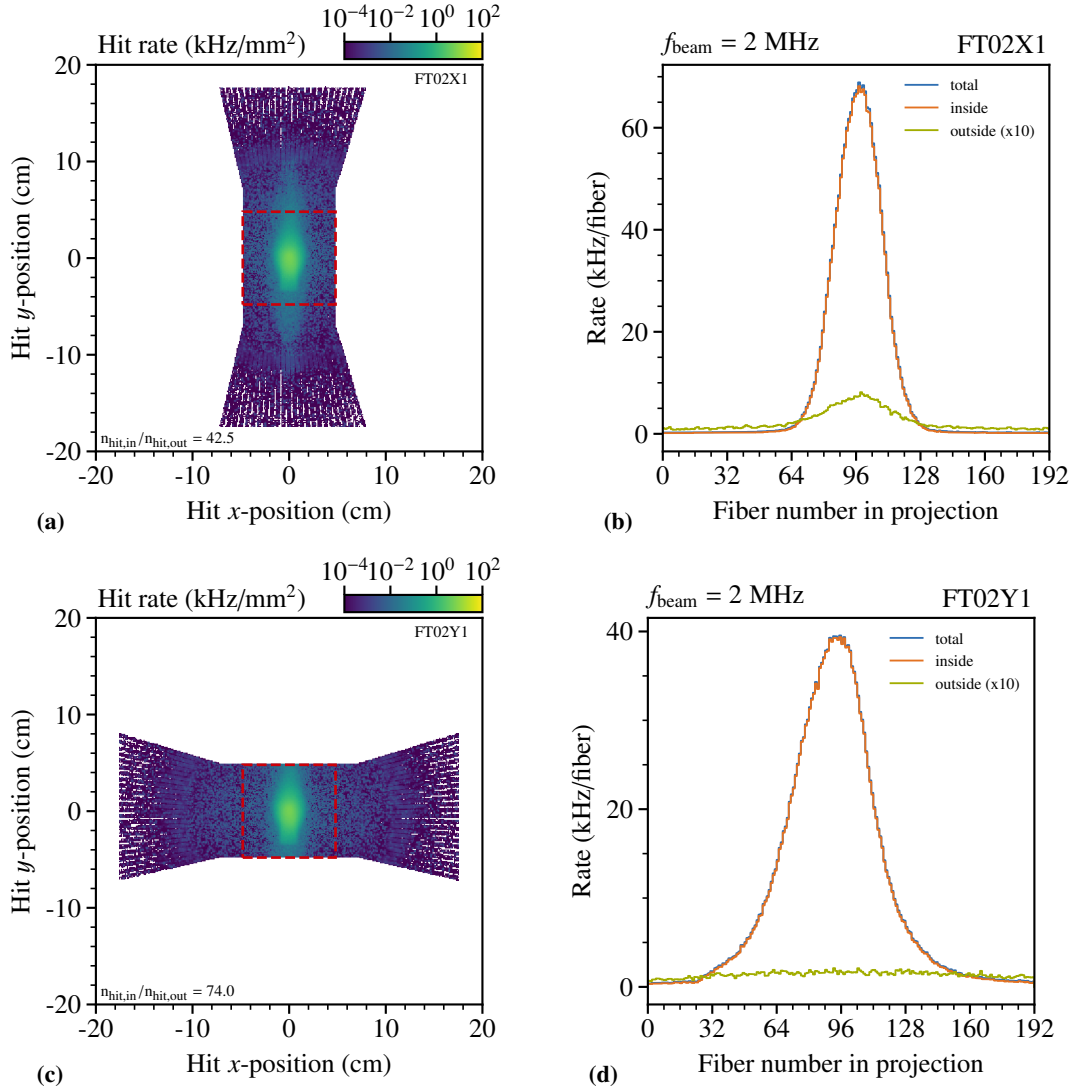 10⁻⁴ 10⁻² 10⁰ 10²
Hit rate (kHz/mm²)
FT02X1
20
10
0
-10
-20
Hit y-position (cm)
n_hit,in/n_hit,out = 42.5
-20 -10 0 10 20
Hit x-position (cm)
(a)
f_beam = 2 MHz
FT02X1
total
inside
outside (x10)
60
40
20
0
Rate (kHz/fiber)
0 32 64 96 128 160 192
Fiber number in projection
(b)
10⁻⁴ 10⁻² 10⁰ 10²
Hit rate (kHz/mm²)
FT02Y1
20
10
0
-10
-20
Hit y-position (cm)
n_hit,in/n_hit,out = 74.0
-20 -10 0 10 20
Hit x-position (cm)
(c)
f_beam = 2 MHz
FT02Y1
total
inside
outside (x10)
40
20
0
Rate (kHz/fiber)
0 32 64 96 128 160 192
Fiber number in projection
(d)